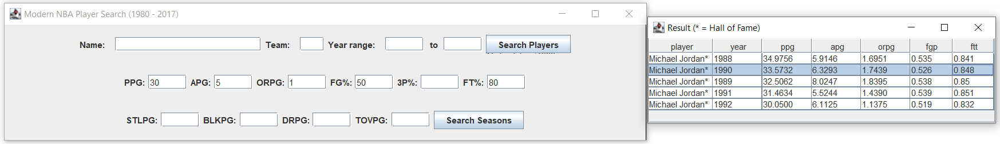 Modern NBA Player Search (1980 - 2017)
Name: Team: Year range: to Search Players
PPG: 30 APG: 5 ORPG: 1 FG%: 50 3P%: FT%: 80
STLPG: BLKPG: DRPG: TOVPG: Search Seasons
Result (* = Hall of Fame)
player year ppg apg orpg fgp ftt
Michael Jordan* 1988 34.9756 5.9146 1.6951 0.535 0.841
Michael Jordan* 1990 33.5732 6.3293 1.7439 0.526 0.848
Michael Jordan* 1989 32.5062 8.0247 1.8395 0.538 0.85
Michael Jordan* 1991 31.4634 5.5244 1.4390 0.539 0.851
Michael Jordan* 1992 30.0500 6.1125 1.1375 0.519 0.832